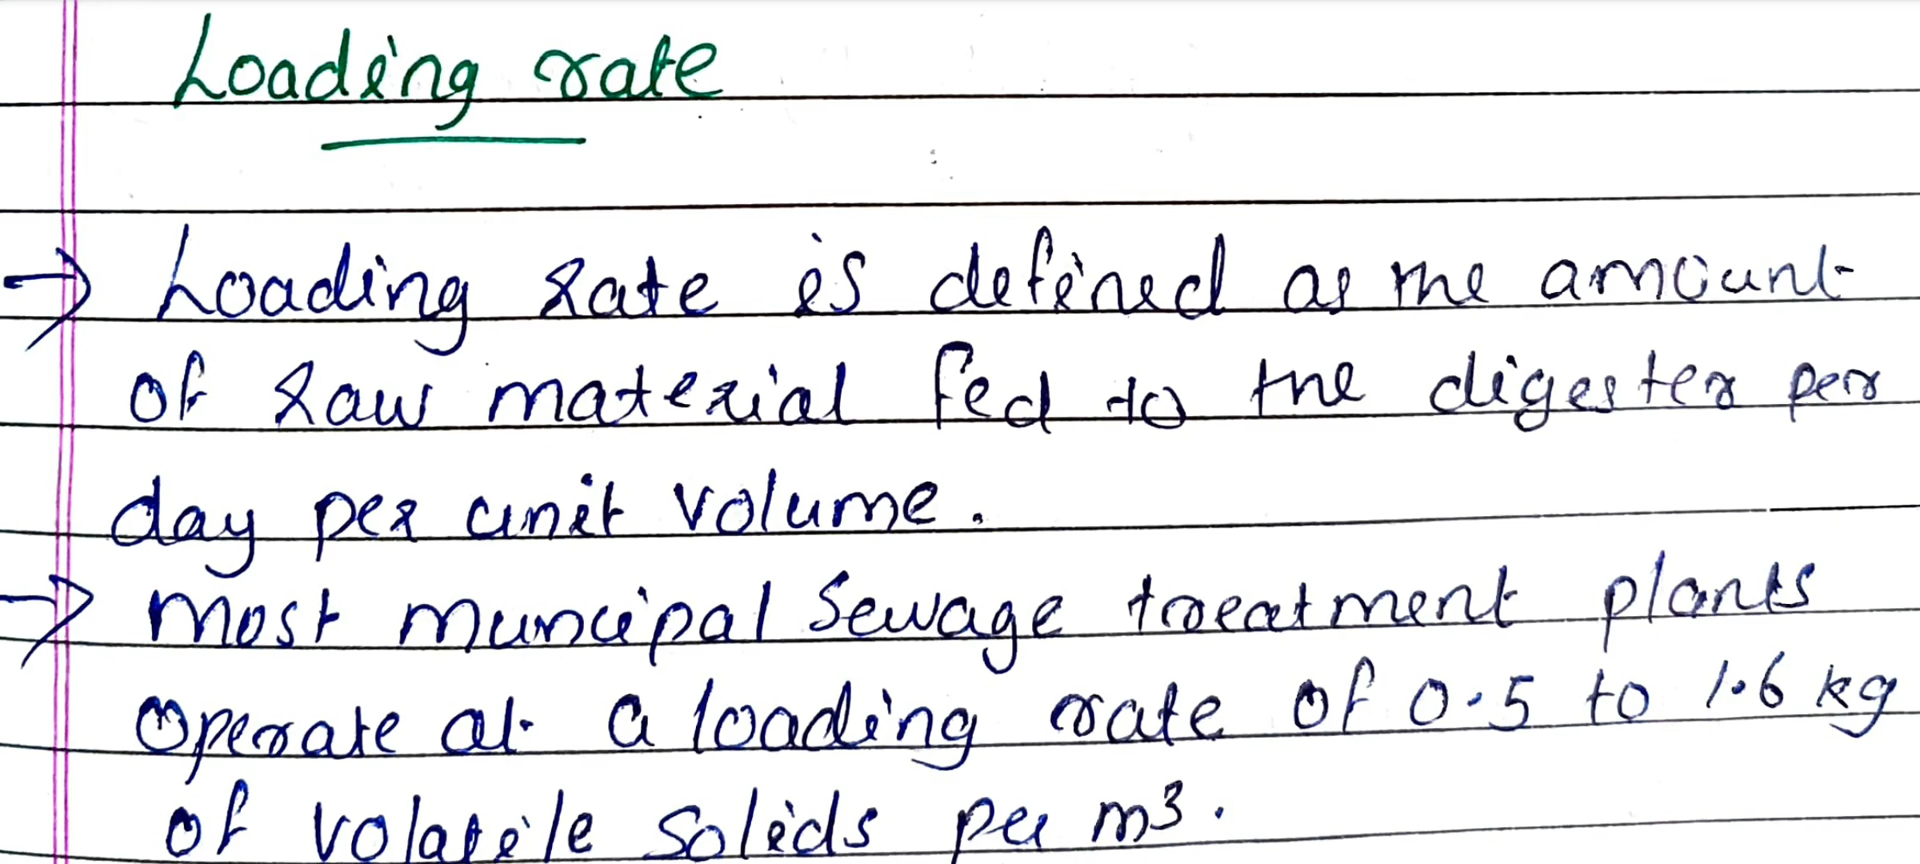 Loading rate
→ Loading rate is defined as the amount
of raw material fed to the digester per
day per unit volume.
→ Most muncipal Sewage treatment plants
operate at a loading rate of 0.5 to 1.6 kg
of volatile solids per m³.